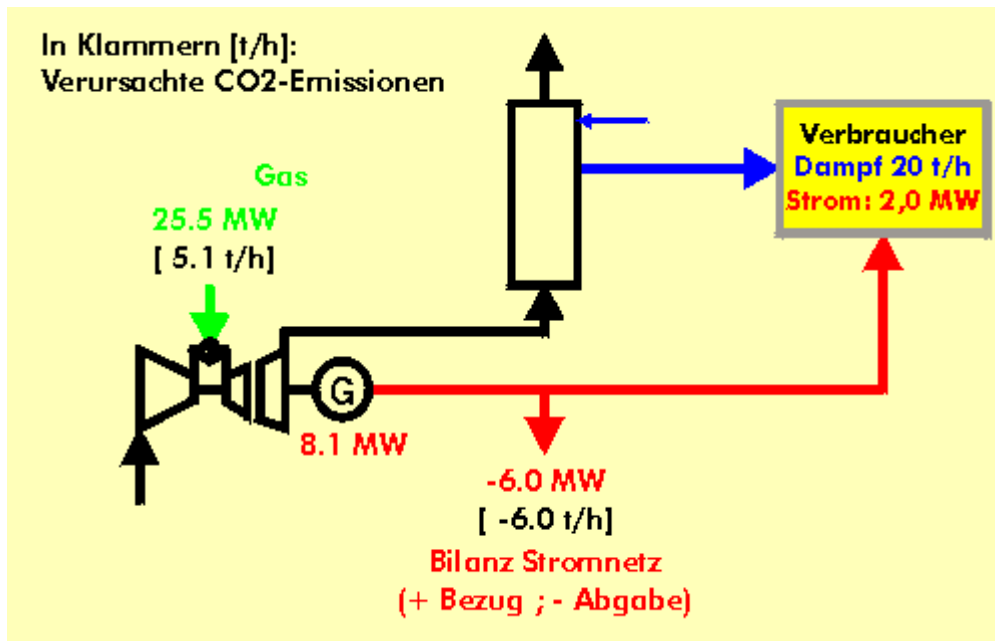 In Klammern [t/h]:
Verursachte CO2-Emissionen
Gas
25.5 MW
[ 5.1 t/h]
Verbraucher
Dampf 20 t/h
Strom: 2,0 MW
G
8.1 MW
-6.0 MW
[ -6.0 t/h]
Bilanz Stromnetz
(+ Bezug ; - Abgabe)